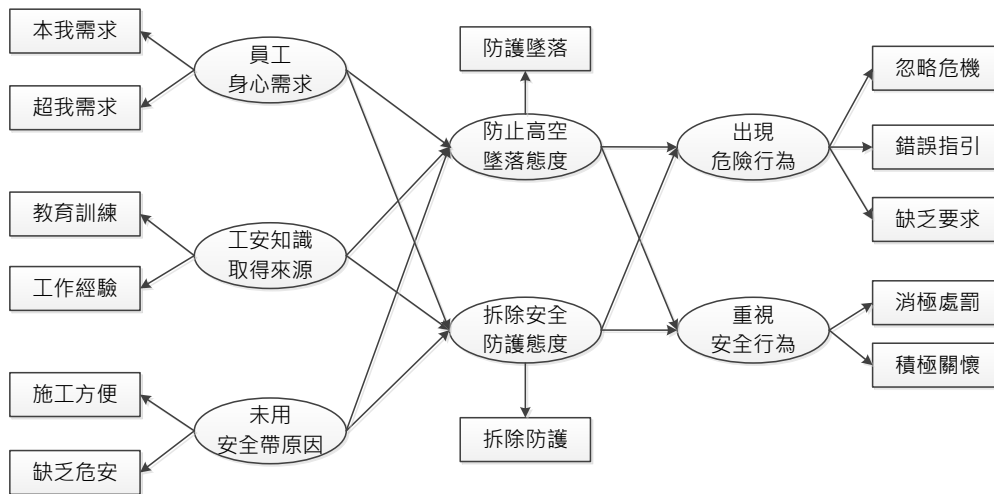 本我需求
超我需求
員工
身心需求
教育訓練
工作經驗
工安知識
取得來源
施工方便
缺乏危安
未用
安全帶原因
防護墜落
防止高空
墜落態度
拆除安全
防護態度
拆除防護
出現
危險行為
重視
安全行為
忽略危機
錯誤指引
缺乏要求
消極處罰
積極關懷